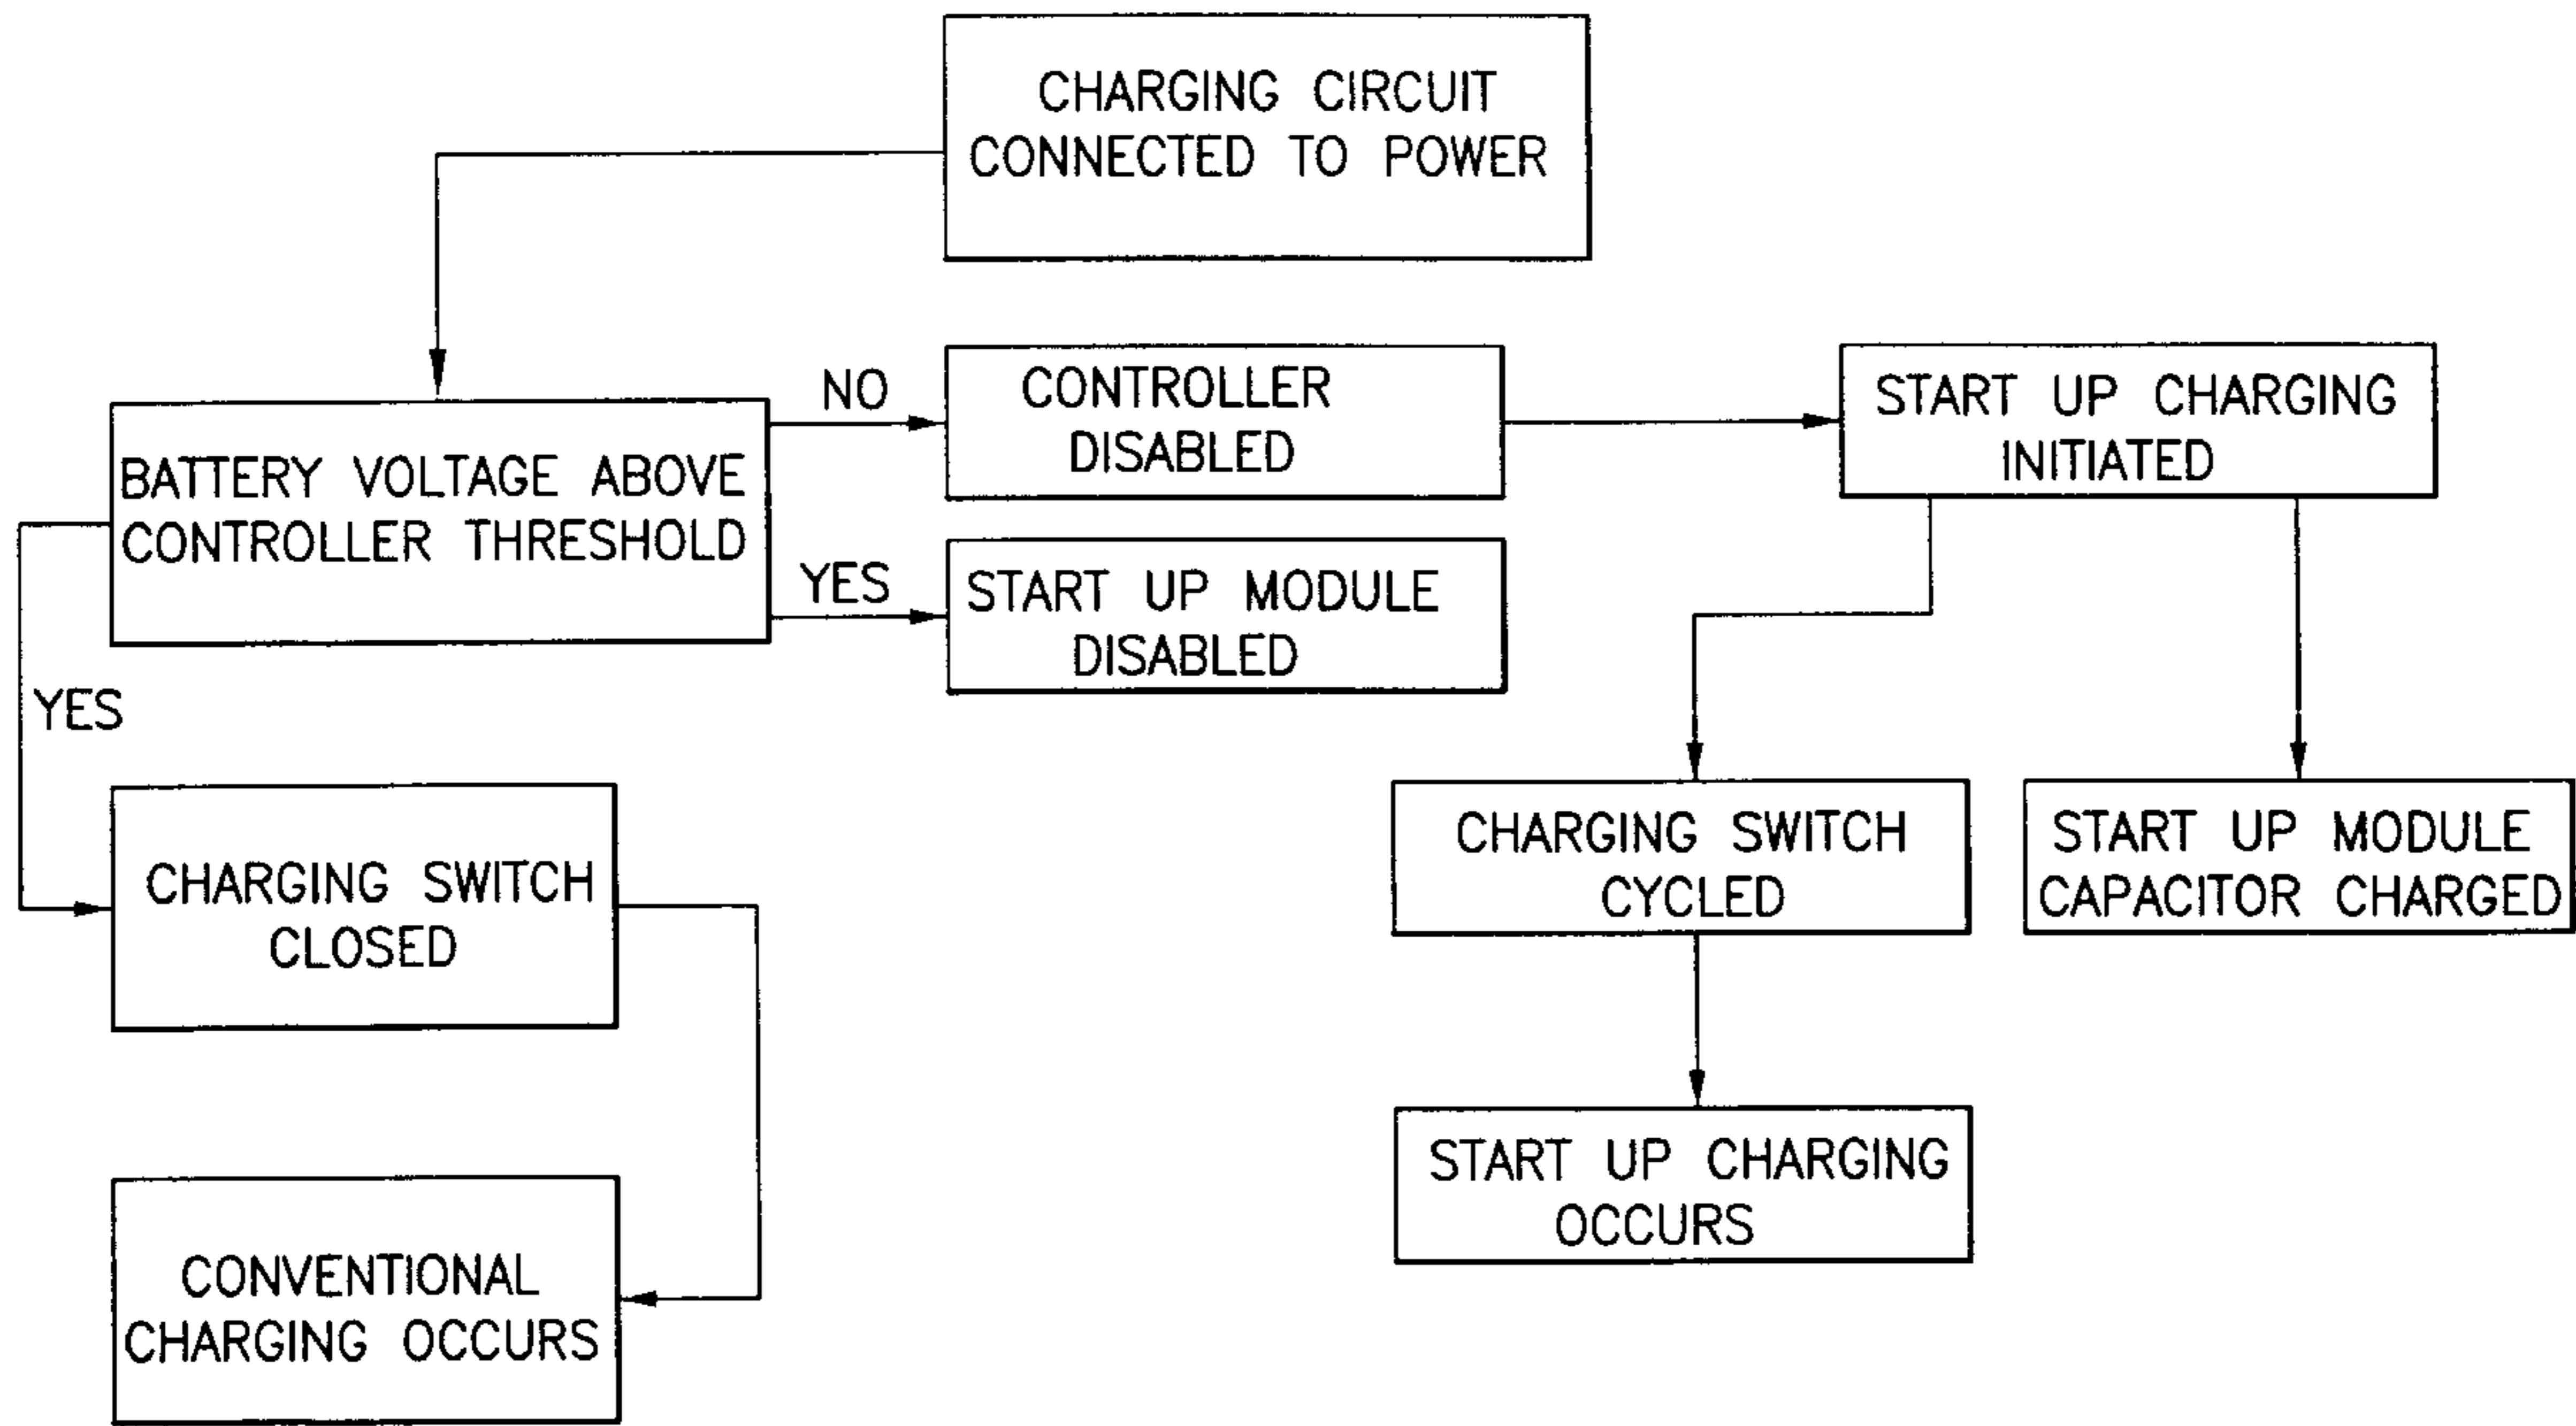 CHARGING CIRCUIT
CONNECTED TO POWER
NO
CONTROLLER
DISABLED
START UP CHARGING
INITIATED
BATTERY VOLTAGE ABOVE
CONTROLLER THRESHOLD
YES
START UP MODULE
DISABLED
YES
CHARGING SWITCH
CLOSED
CHARGING SWITCH
CYCLED
START UP MODULE
CAPACITOR CHARGED
START UP CHARGING
OCCURS
CONVENTIONAL
CHARGING OCCURS